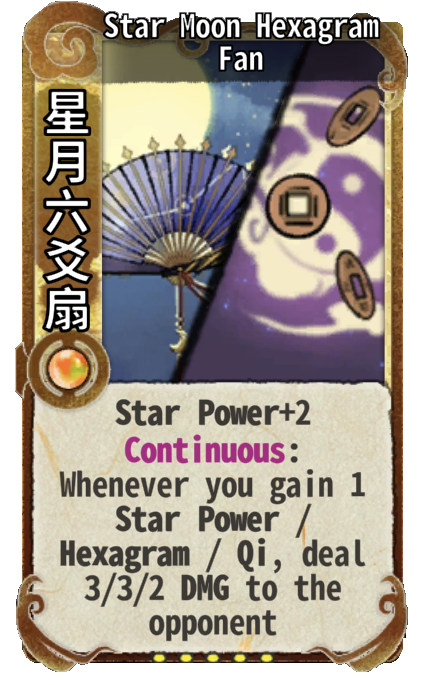 Star Moon Hexagram
Fan
星月六爻扇
Star Power+2
Continuous:
Whenever you gain 1
Star Power /
Hexagram / Qi, deal
3/3/2 DMG to the
opponent